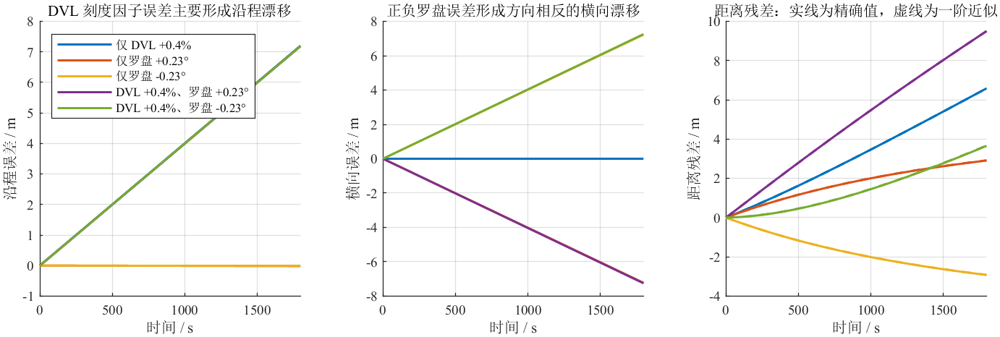 DVL 刻度因子误差主要形成沿程漂移
8
7
6
5
4
3
2
1
0
-1
沿程误差 / m
仅 DVL +0.4%
仅罗盘 +0.23°
仅罗盘 -0.23°
DVL +0.4%、罗盘 +0.23°
DVL +0.4%、罗盘 -0.23°
0 500 1000 1500
时间 / s
正负罗盘误差形成方向相反的横向漂移
8
6
4
2
0
-2
-4
-6
-8
横向误差 / m
0 500 1000 1500
时间 / s
距离残差：实线为精确值，虚线为一阶近似
10
8
6
4
2
0
-2
-4
距离残差 / m
0 500 1000 1500
时间 / s